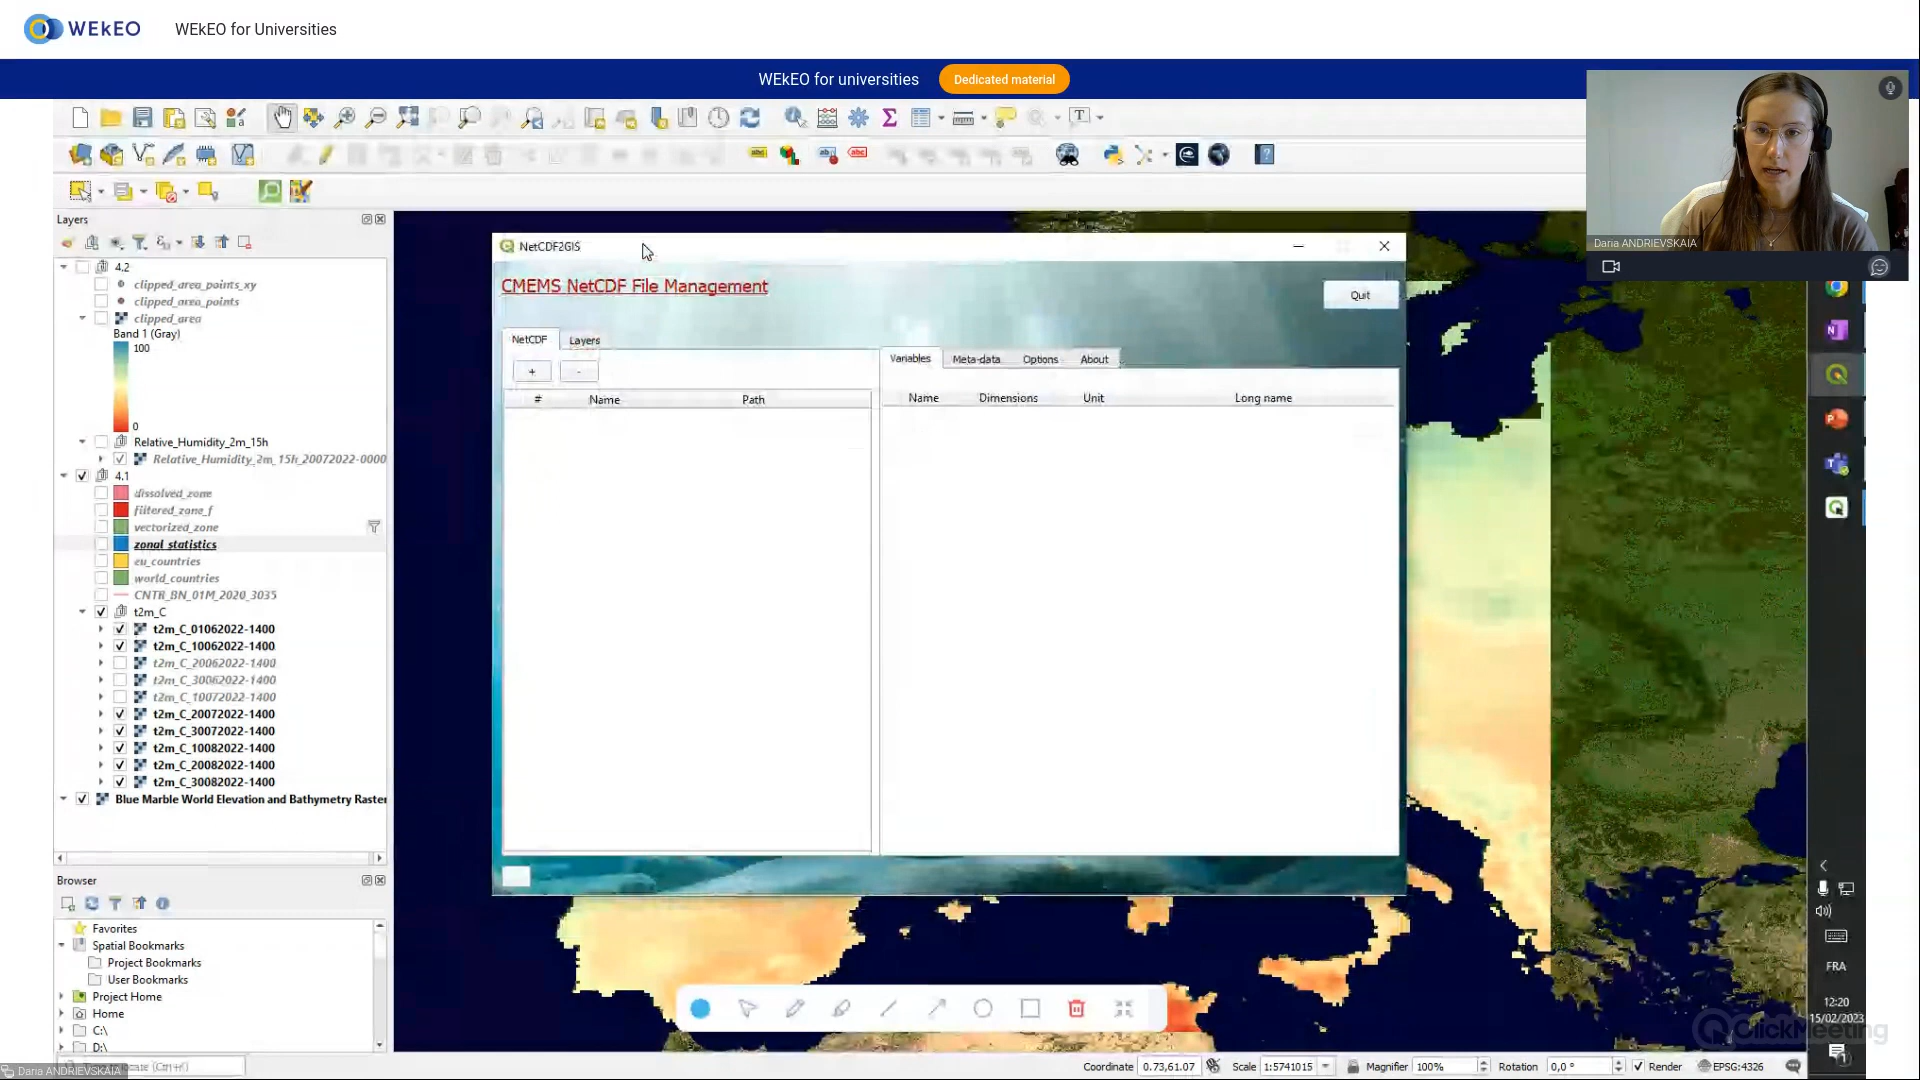 WEkEO
WEkEO for Universities
WEkEO for universities
Dedicated material
Daria ANDRIEVSKAIA
Layers
4.2
clipped_area_points_xy
clipped_area_points
clipped_area
Band 1 (Gray)
100
0
Relative_Humidity_2m_15h
Relative_Humidity_2m_15h_20072022-0000
4.1
dissolved_zone
filtered_zone_f
vectorized_zone
zonal_statistics
eu_countries
world_countries
CNTR_BN_01M_2020_3035
t2m_C
t2m_C_01062022-1400
t2m_C_10062022-1400
t2m_C_20062022-1400
t2m_C_30062022-1400
t2m_C_10072022-1400
t2m_C_20072022-1400
t2m_C_30072022-1400
t2m_C_10082022-1400
t2m_C_20082022-1400
t2m_C_30082022-1400
Blue Marble World Elevation and Bathymetry Raster
Browser
Favorites
Spatial Bookmarks
Project Bookmarks
User Bookmarks
Project Home
Home
C:\
D:\
NetCDF2GIS
CMEMS NetCDF File Management
Quit
NetCDF
Layers
+
-
# Name Path
Variables Meta-data Options About
Name Dimensions Unit Long name
FRA
12:20
15/02/2023
ClickMeeting
Daria ANDRIEVSKAIA
Coordinate 0.73,61.07 Scale 1:5741015 Magnifier 100% Rotation 0,0 ° Render EPSG:4326